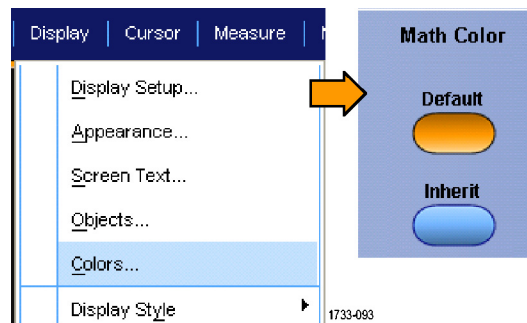 Display Cursor Measure
Display Setup...
Appearance...
Screen Text...
Objects...
Colors...
Display Style
Math Color
Default
Inherit
1733-093